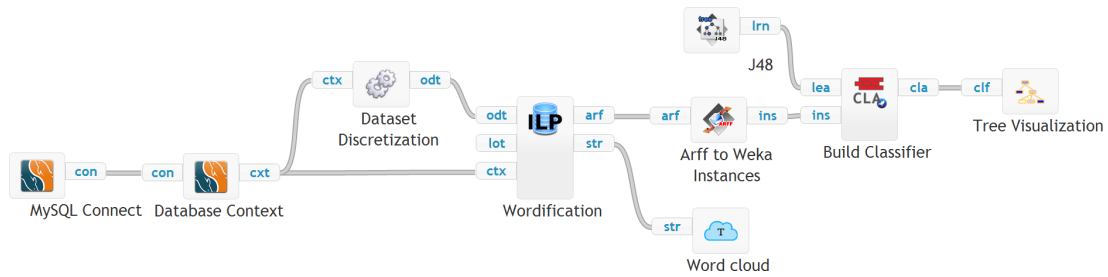 lrn
J48
ctx
odt
lea
cla
clf
CLA
Tree Visualization
Dataset
Discretization
odt
ILP
arf
arf
ARFF
ins
ins
lot
str
Arff to Weka
Instances
Build Classifier
con
con
cxt
ctx
MySQL Connect
Database Context
Wordification
str
T
Word cloud